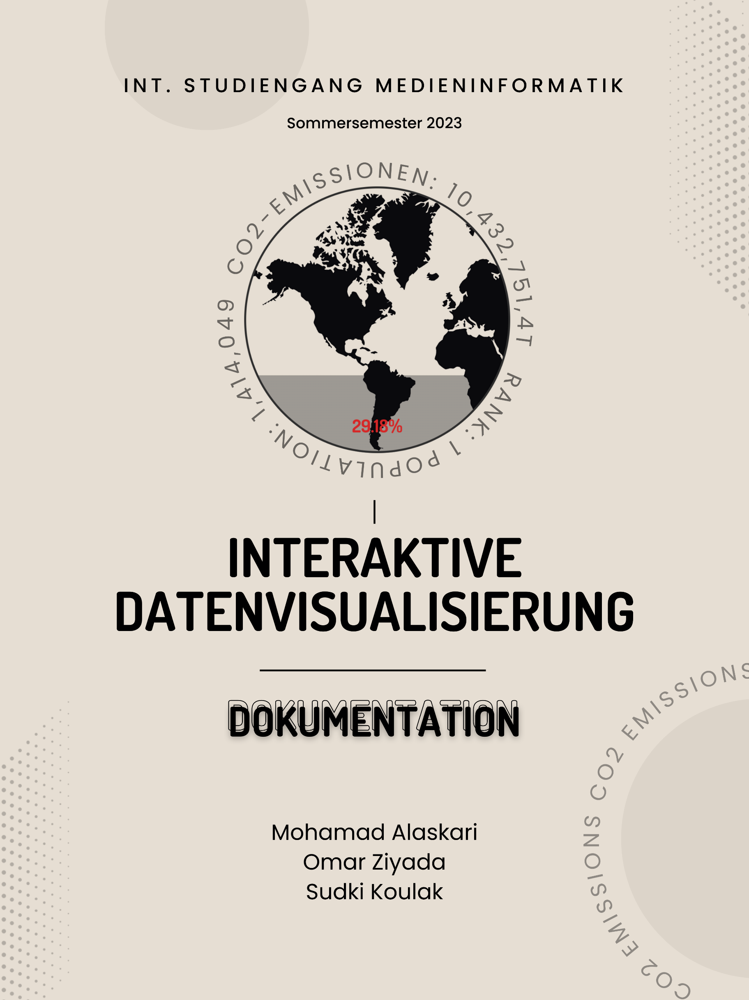 INT. STUDIENGANG MEDIENINFORMATIK
Sommersemester 2023
CO2-EMISSIONEN: 10,432,751,4T RANK: 1 POPULATION: 1,414,049
29.18%
INTERAKTIVE
DATENVISUALISIERUNG
DOKUMENTATION
CO2 EMISSIONS CO2 EMISSIONS
Mohamad Alaskari
Omar Ziyada
Sudki Koulak